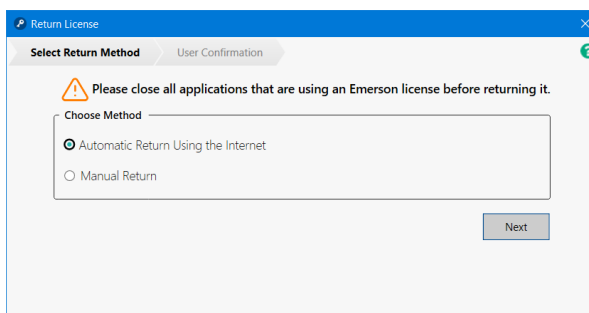 Return License
Select Return Method User Confirmation
Please close all applications that are using an Emerson license before returning it.
Choose Method
Automatic Return Using the Internet
Manual Return
Next